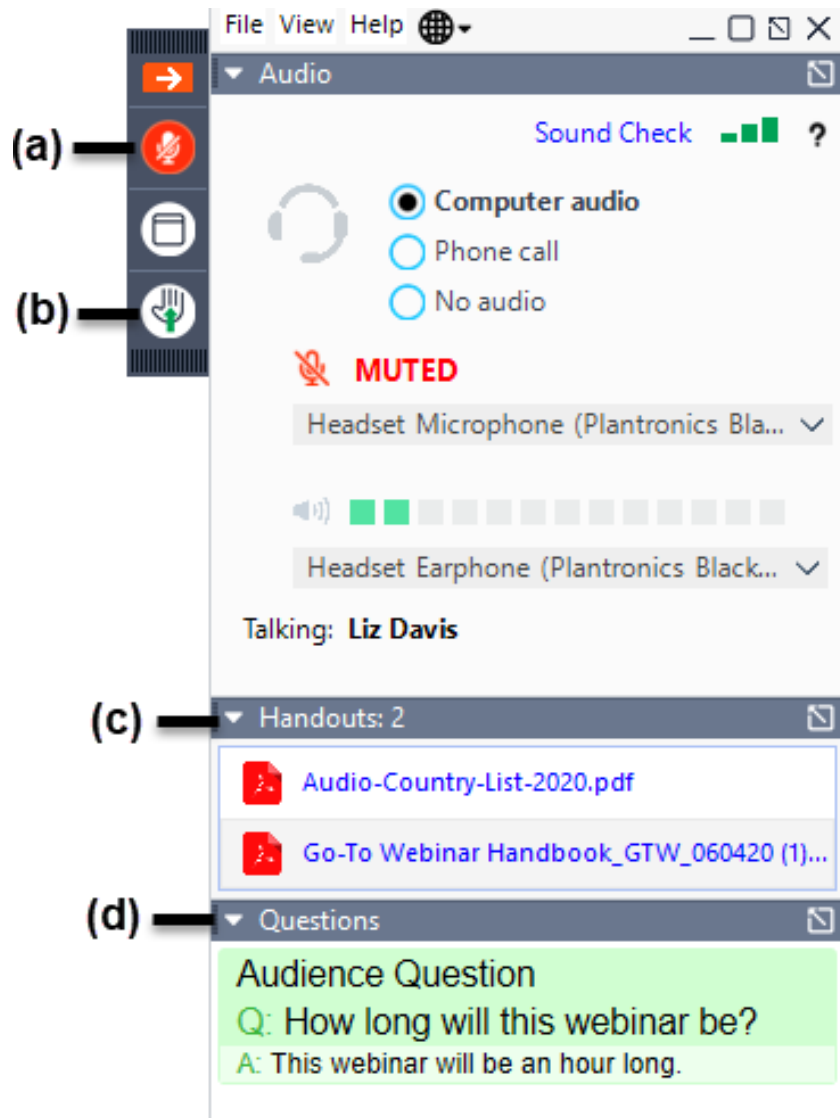 File View Help
Audio
(a)
Sound Check ?
Computer audio
Phone call
(b)
No audio
MUTED
Headset Microphone (Plantronics Bla...
Headset Earphone (Plantronics Black...
Talking: Liz Davis
(c)
Handouts: 2
Audio-Country-List-2020.pdf
Go-To Webinar Handbook_GTW_060420 (1)...
(d)
Questions
Audience Question
Q: How long will this webinar be?
A: This webinar will be an hour long.